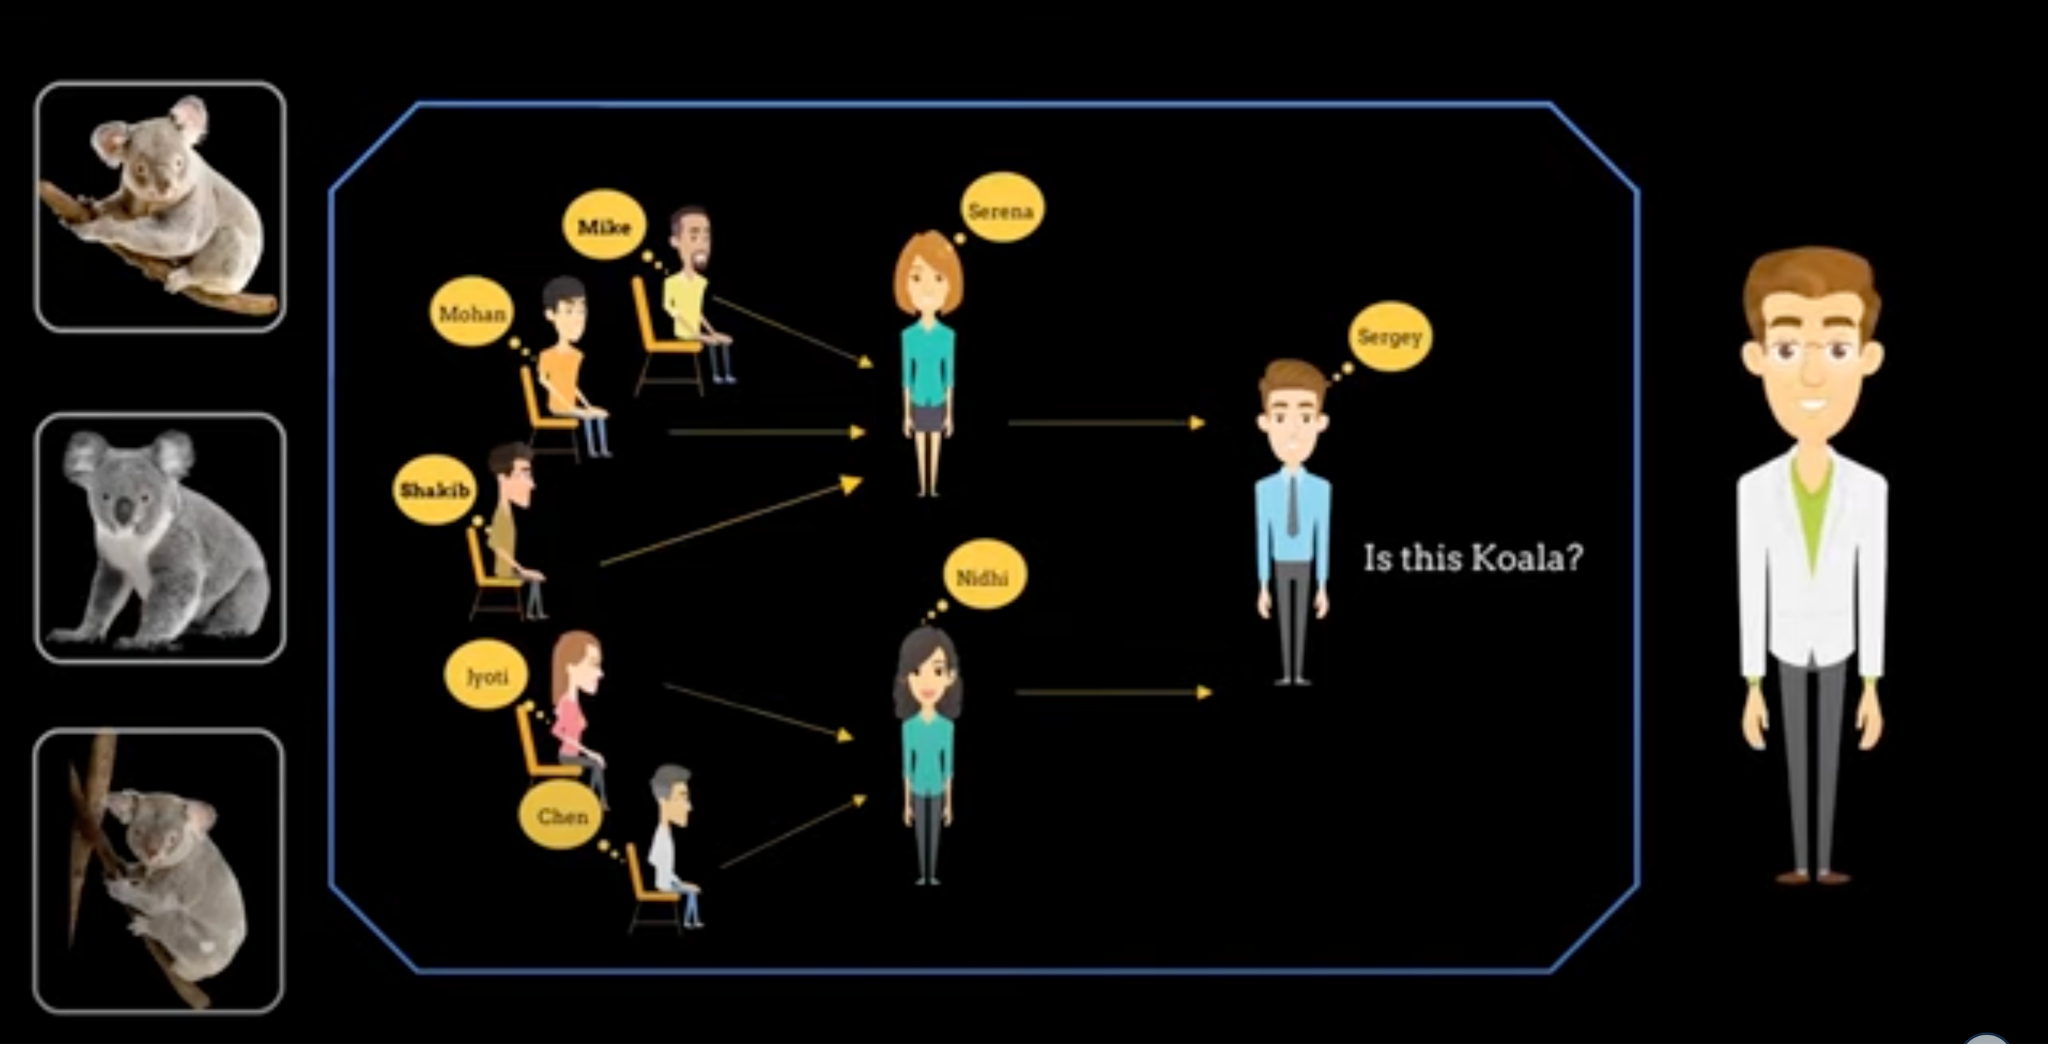 Mike
Serena
Mohan
Sergey
Shakib
Is this Koala?
Nidhi
Jyoti
Chen